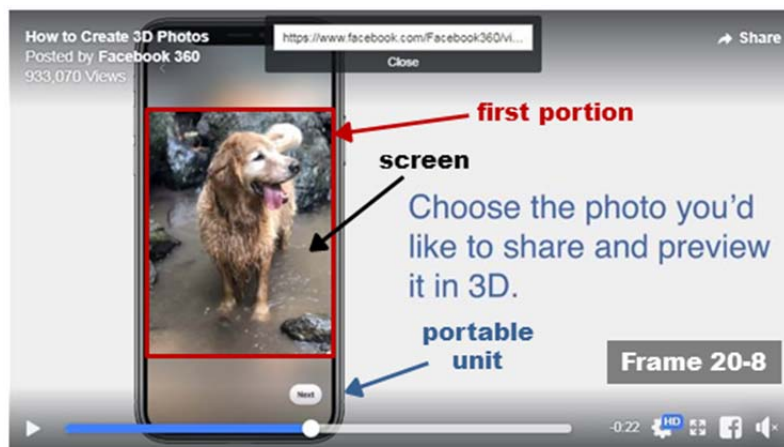 How to Create 3D Photos
Posted by Facebook 360
933,070 Views
https://www.facebook.com/Facebook360/vi...
Close
Share
first portion
screen
Choose the photo you'd
like to share and preview
it in 3D.
portable
unit
Next
Frame 20-8
-0:22
HD